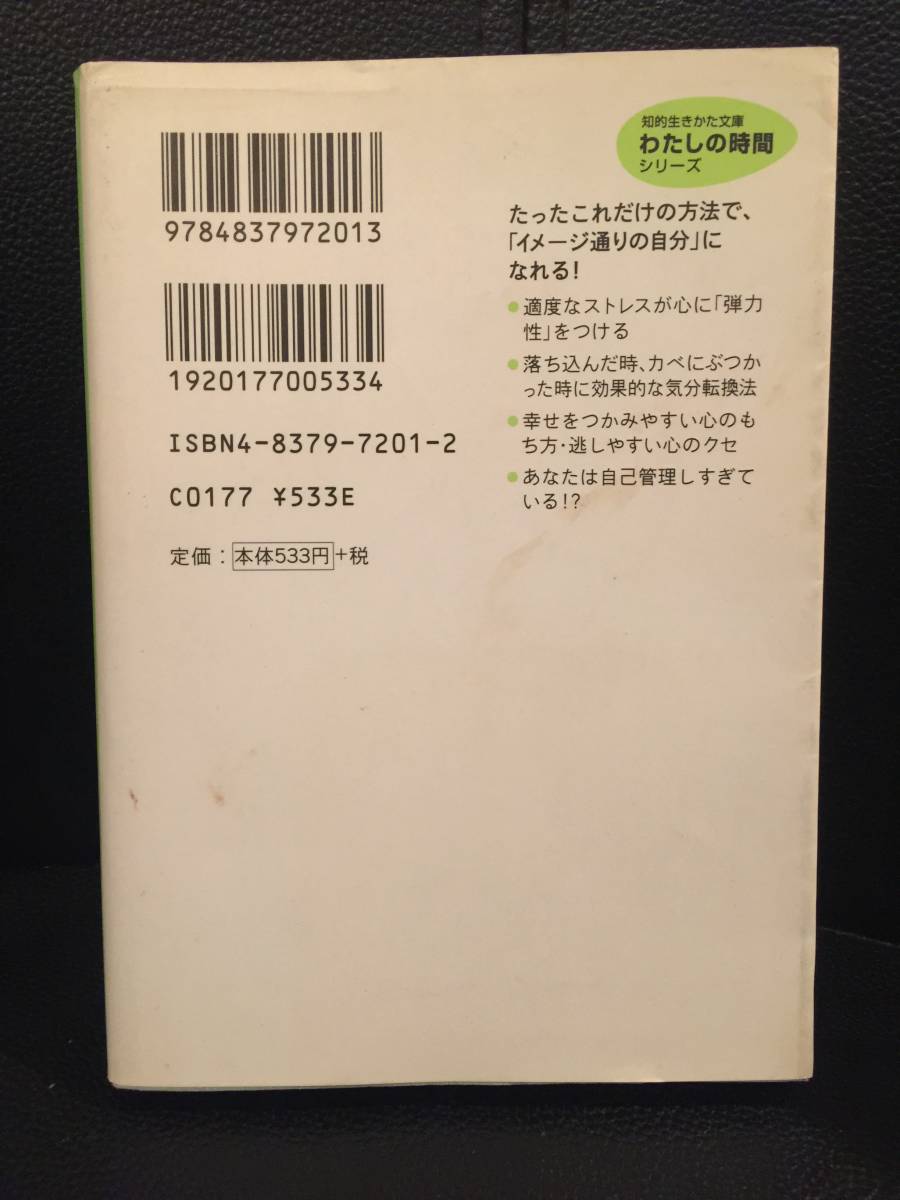 9784837972013
1920177005334
ISBN4-8379-7201-2
C0177 ¥533E
定価：本体533円+税
知的生きかた文庫
わたしの時間
シリーズ
たったこれだけの方法で、
「イメージ通りの自分」に
なれる！
●適度なストレスが心に「弾力
性」をつける
●落ち込んだ時、カベにぶつか
った時に効果的な気分転換法
●幸せをつかみやすい心のも
ち方・逃しやすい心のクセ
●あなたは自己管理しすぎて
いる！？